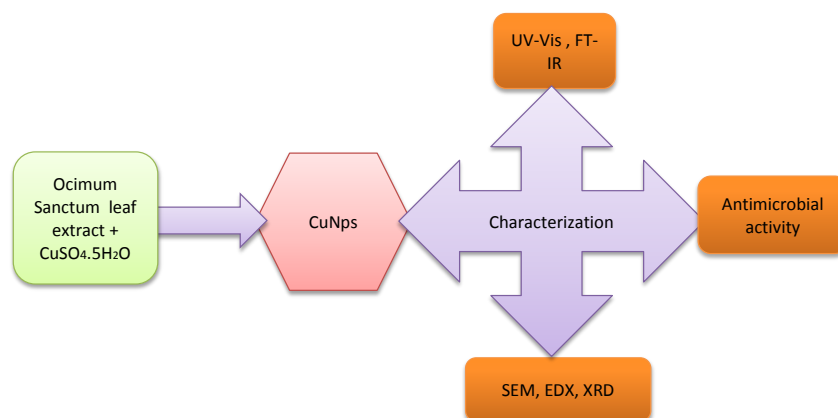 UV-Vis , FT-
IR
Ocimum
Sanctum leaf
extract +
CuSO₄.5H₂O
CuNps
Characterization
Antimicrobial
activity
SEM, EDX, XRD